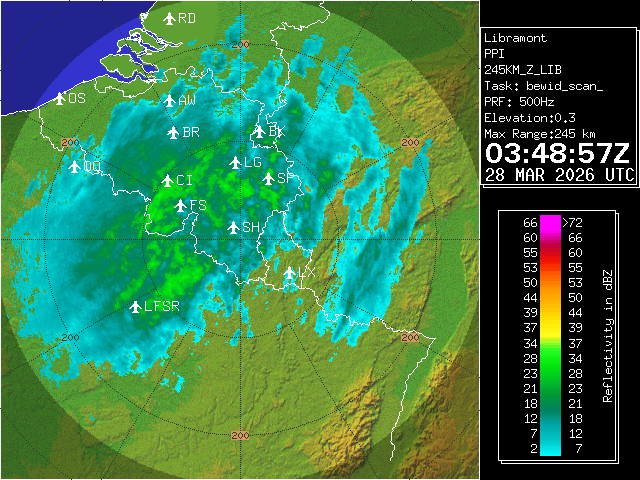 RD
200
OS
AW
BR
200
200
LG
CI
FS
SH
LX
LFSR
200
200
200
Libramont
PPI
245KM_Z_LIB
Task: bewid_scan_
PRF: 500Hz
Elevation:0.3
Max Range:245 km
03:48:57Z
28 MAR 2026 UTC
66 >72
60 66
55 60
53 55
50 53
44 50
39 44
37 39
34 37
28 34
23 28
21 23
18 21
12 18
7 12
2 7
Reflectivity in dBZ